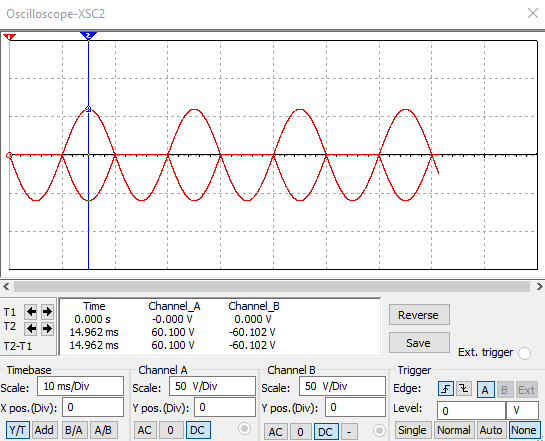 Oscilloscope-XSC2
1 2
T1
T2
T2-T1
Time Channel_A Channel_B
0.000 s -0.000 V 0.000 V
14.962 ms 60.100 V -60.102 V
14.962 ms 60.100 V -60.102 V
Reverse
Save
Ext. trigger
Timebase
Scale: 10 ms/Div
X pos.(Div): 0
Y/T Add B/A A/B
Channel A
Scale: 50 V/Div
Y pos.(Div): 0
AC 0 DC
Channel B
Scale: 50 V/Div
Y pos.(Div): 0
AC 0 DC -
Trigger
Edge: A B Ext
Level: 0 V
Single Normal Auto None